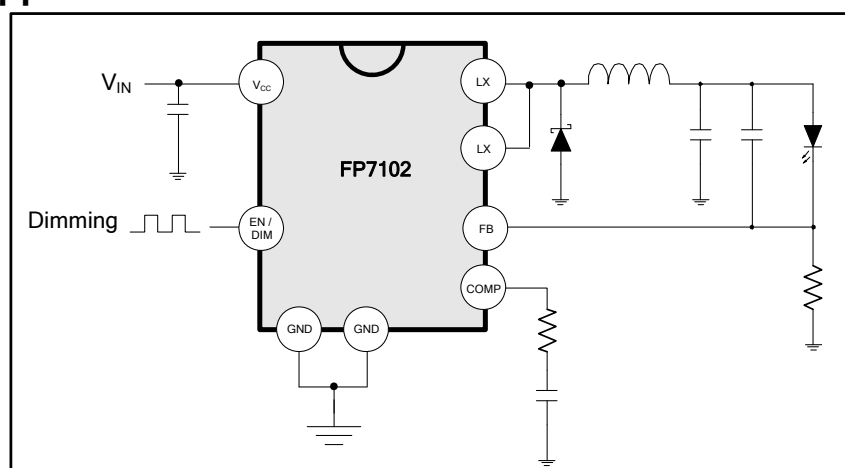 V_IN
V_CC
LX
LX
FP7102
Dimming
EN / DIM
FB
COMP
GND
GND